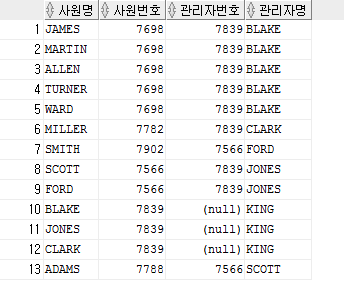 사원명 사원번호 관리자번호 관리자명
1 JAMES 7698 7839 BLAKE
2 MARTIN 7698 7839 BLAKE
3 ALLEN 7698 7839 BLAKE
4 TURNER 7698 7839 BLAKE
5 WARD 7698 7839 BLAKE
6 MILLER 7782 7839 CLARK
7 SMITH 7902 7566 FORD
8 SCOTT 7566 7839 JONES
9 FORD 7566 7839 JONES
10 BLAKE 7839 (null) KING
11 JONES 7839 (null) KING
12 CLARK 7839 (null) KING
13 ADAMS 7788 7566 SCOTT